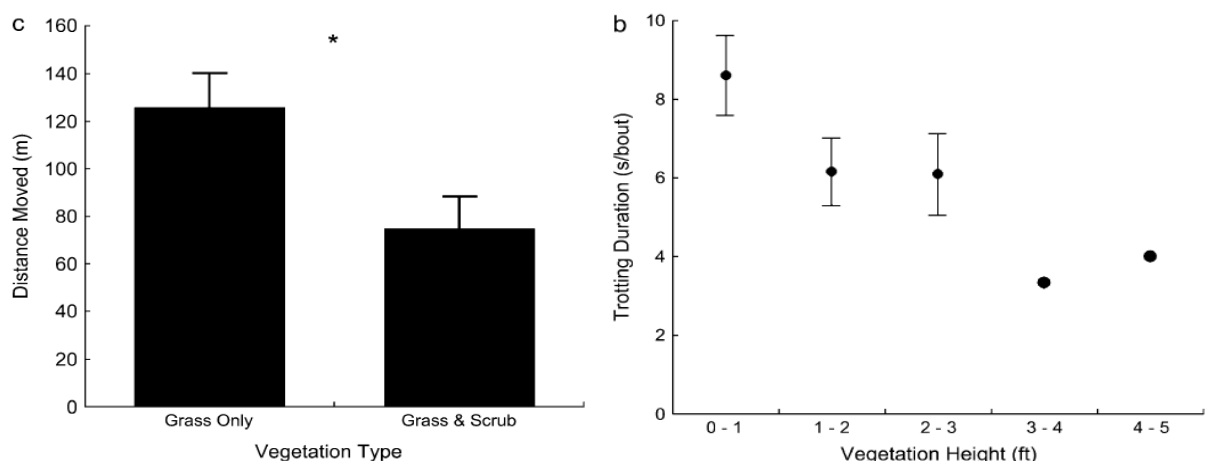 c
160
140
120
100
80
60
40
20
0
Distance Moved (m)
*
Grass Only Grass & Scrub
Vegetation Type
b
10
8
6
4
2
0
Trotting Duration (s/bout)
0 - 1 1 - 2 2 - 3 3 - 4 4 - 5
Vegetation Height (ft)